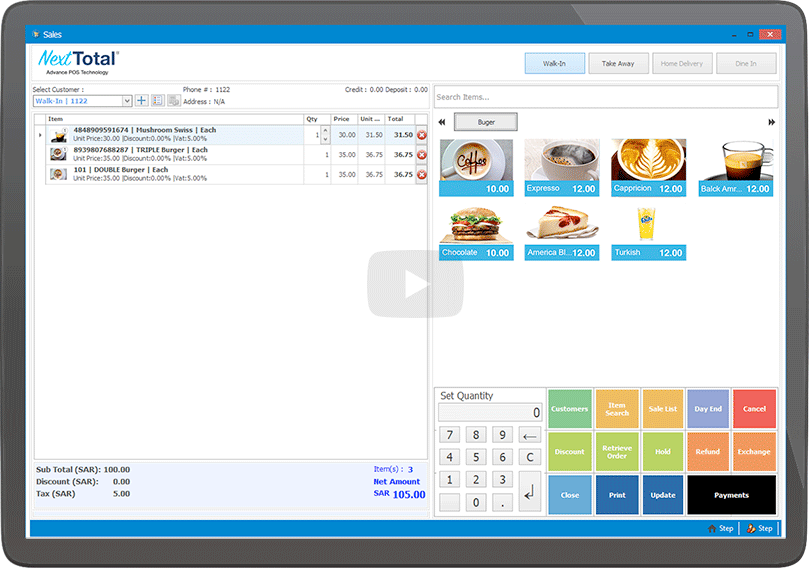 Sales
NextTotal
Advance POS Technology
Walk-In Take Away Home Delivery Dine In
Select Customer :
Walk-In | 1122
Phone # : 1122
Address : N/A
Credit : 0.00 Deposit : 0.00
Item Qty Price Unit ... Total
4848909591674 | Mushroom Swiss | Each
Unit Price:30.00 |Discount:0.00% |Vat:5.00%
1 30.00 31.50 31.50
8939807688287 | TRIPLE Burger | Each
Unit Price:35.00 |Discount:0.00% |Vat:5.00%
1 35.00 36.75 36.75
101 | DOUBLE Burger | Each
Unit Price:35.00 |Discount:0.00% |Vat:5.00%
1 35.00 36.75 36.75
Sub Total (SAR): 100.00
Discount (SAR): 0.00
Tax (SAR) 5.00
Item(s) : 3
Net Amount
SAR 105.00
Search Items...
Buger
Coffee
10.00
Expresso 12.00
Cappricion 12.00
Balck Amr... 12.00
Chocolate 10.00
America Bl... 12.00
Turkish 12.00
Set Quantity
0
7 8 9 ←
4 5 6 C
1 2 3
0 .
Customers Item Search Sale List Day End Cancel
Discount Retrieve Order Hold Refund Exchange
Close Print Update Payments
Step Step